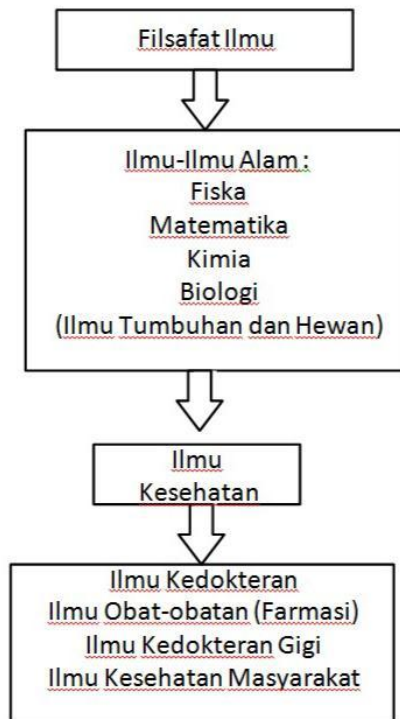 Filsafat Ilmu
Ilmu-Ilmu Alam :
Fiska
Matematika
Kimia
Biologi
(Ilmu Tumbuhan dan Hewan)
Ilmu
Kesehatan
Ilmu Kedokteran
Ilmu Obat-obatan (Farmasi)
Ilmu Kedokteran Gigi
Ilmu Kesehatan Masyarakat